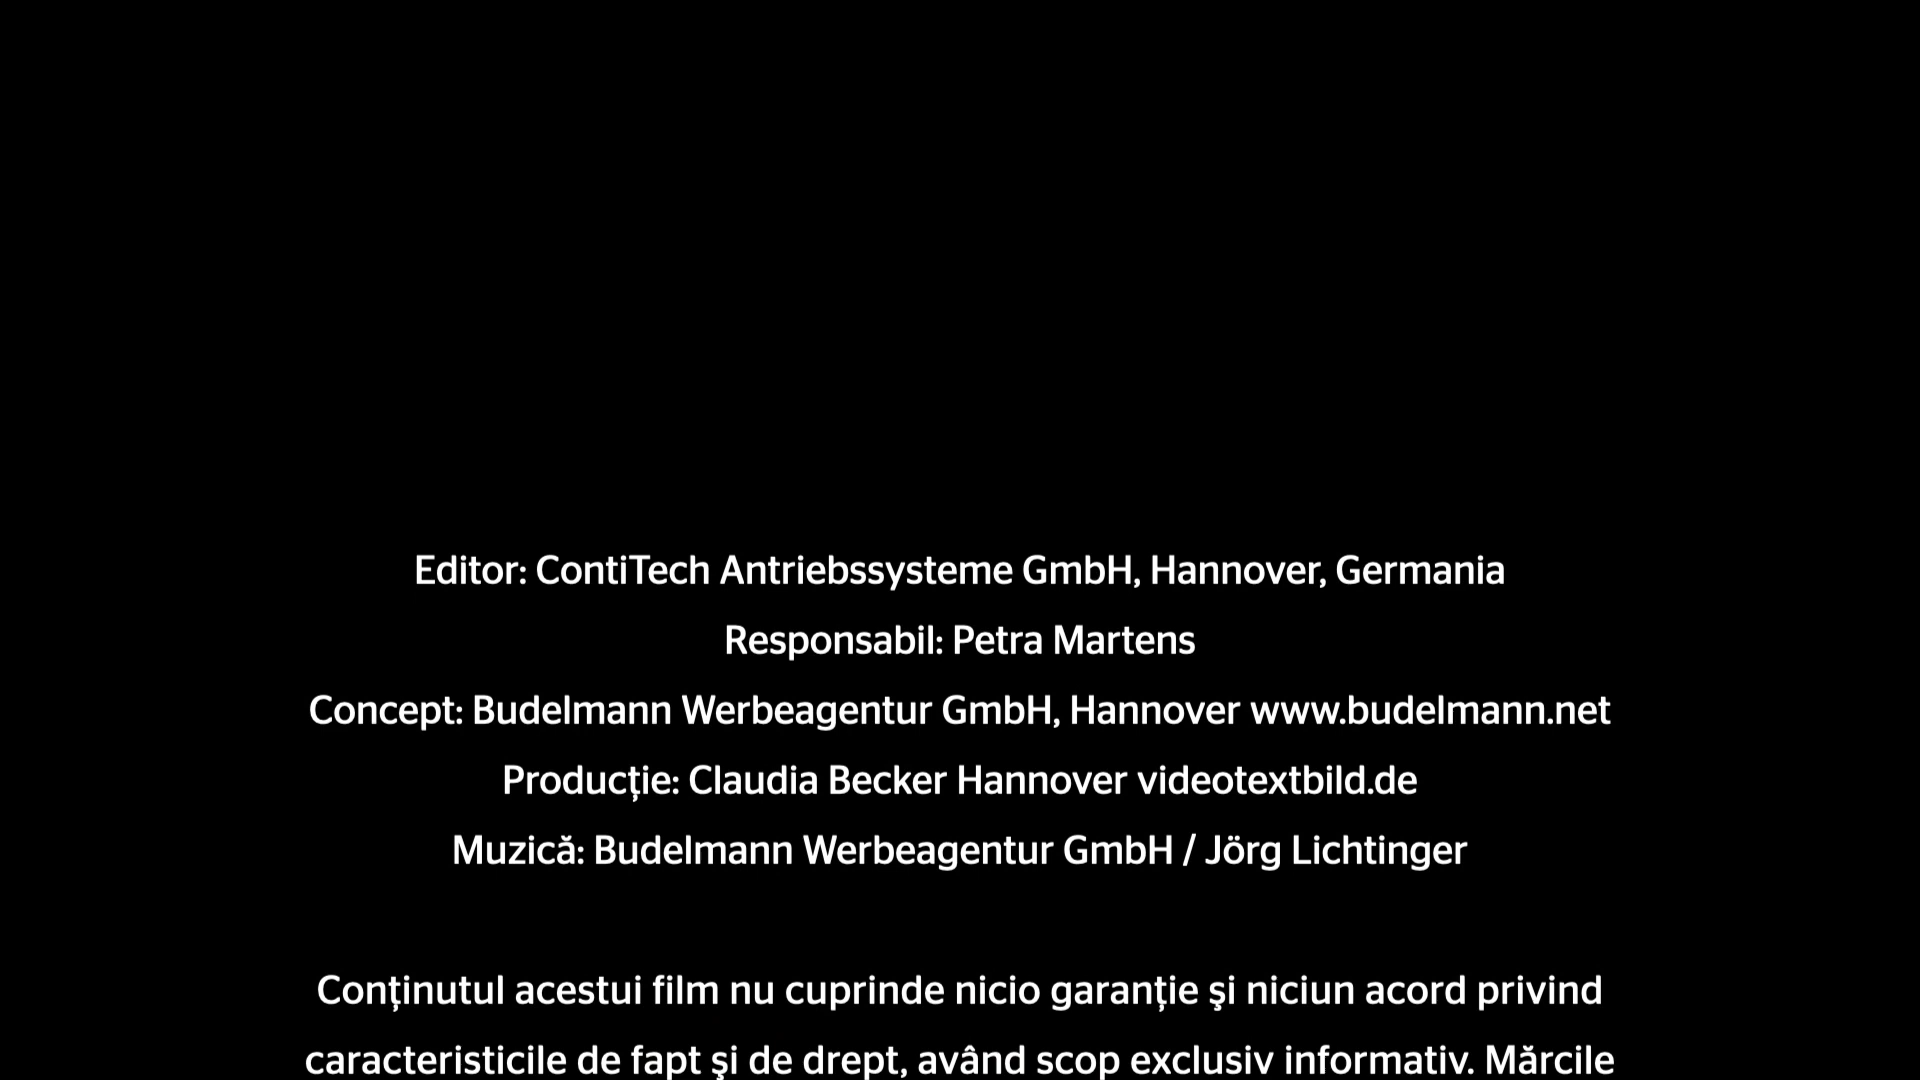 Editor: ContiTech Antriebssysteme GmbH, Hannover, Germania
Responsabil: Petra Martens
Concept: Budelmann Werbeagentur GmbH, Hannover www.budelmann.net
Producţie: Claudia Becker Hannover videotextbild.de
Muzică: Budelmann Werbeagentur GmbH / Jörg Lichtinger
Conţinutul acestui film nu cuprinde nicio garanţie şi niciun acord privind
caracteristicile de fapt şi de drept, având scop exclusiv informativ. Mărcile